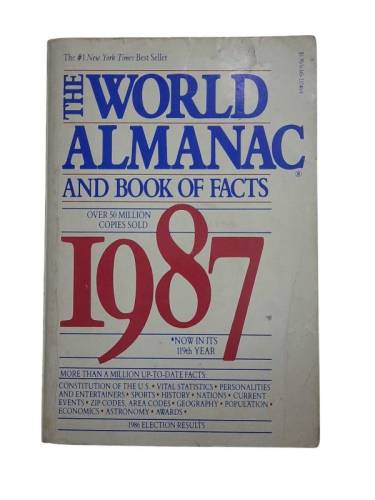 The #1 New York Times Best Seller
THE WORLD
ALMANAC®
AND BOOK OF FACTS
OVER 50 MILLION
COPIES SOLD
1987
*NOW IN ITS
119th YEAR
MORE THAN A MILLION UP-TO-DATE FACTS:
CONSTITUTION OF THE U.S. • VITAL STATISTICS • PERSONALITIES
AND ENTERTAINERS • SPORTS • HISTORY • NATIONS • CURRENT
EVENTS • ZIP CODES, AREA CODES • GEOGRAPHY • POPULATION •
ECONOMICS • ASTRONOMY • AWARDS •
1986 ELECTION RESULTS